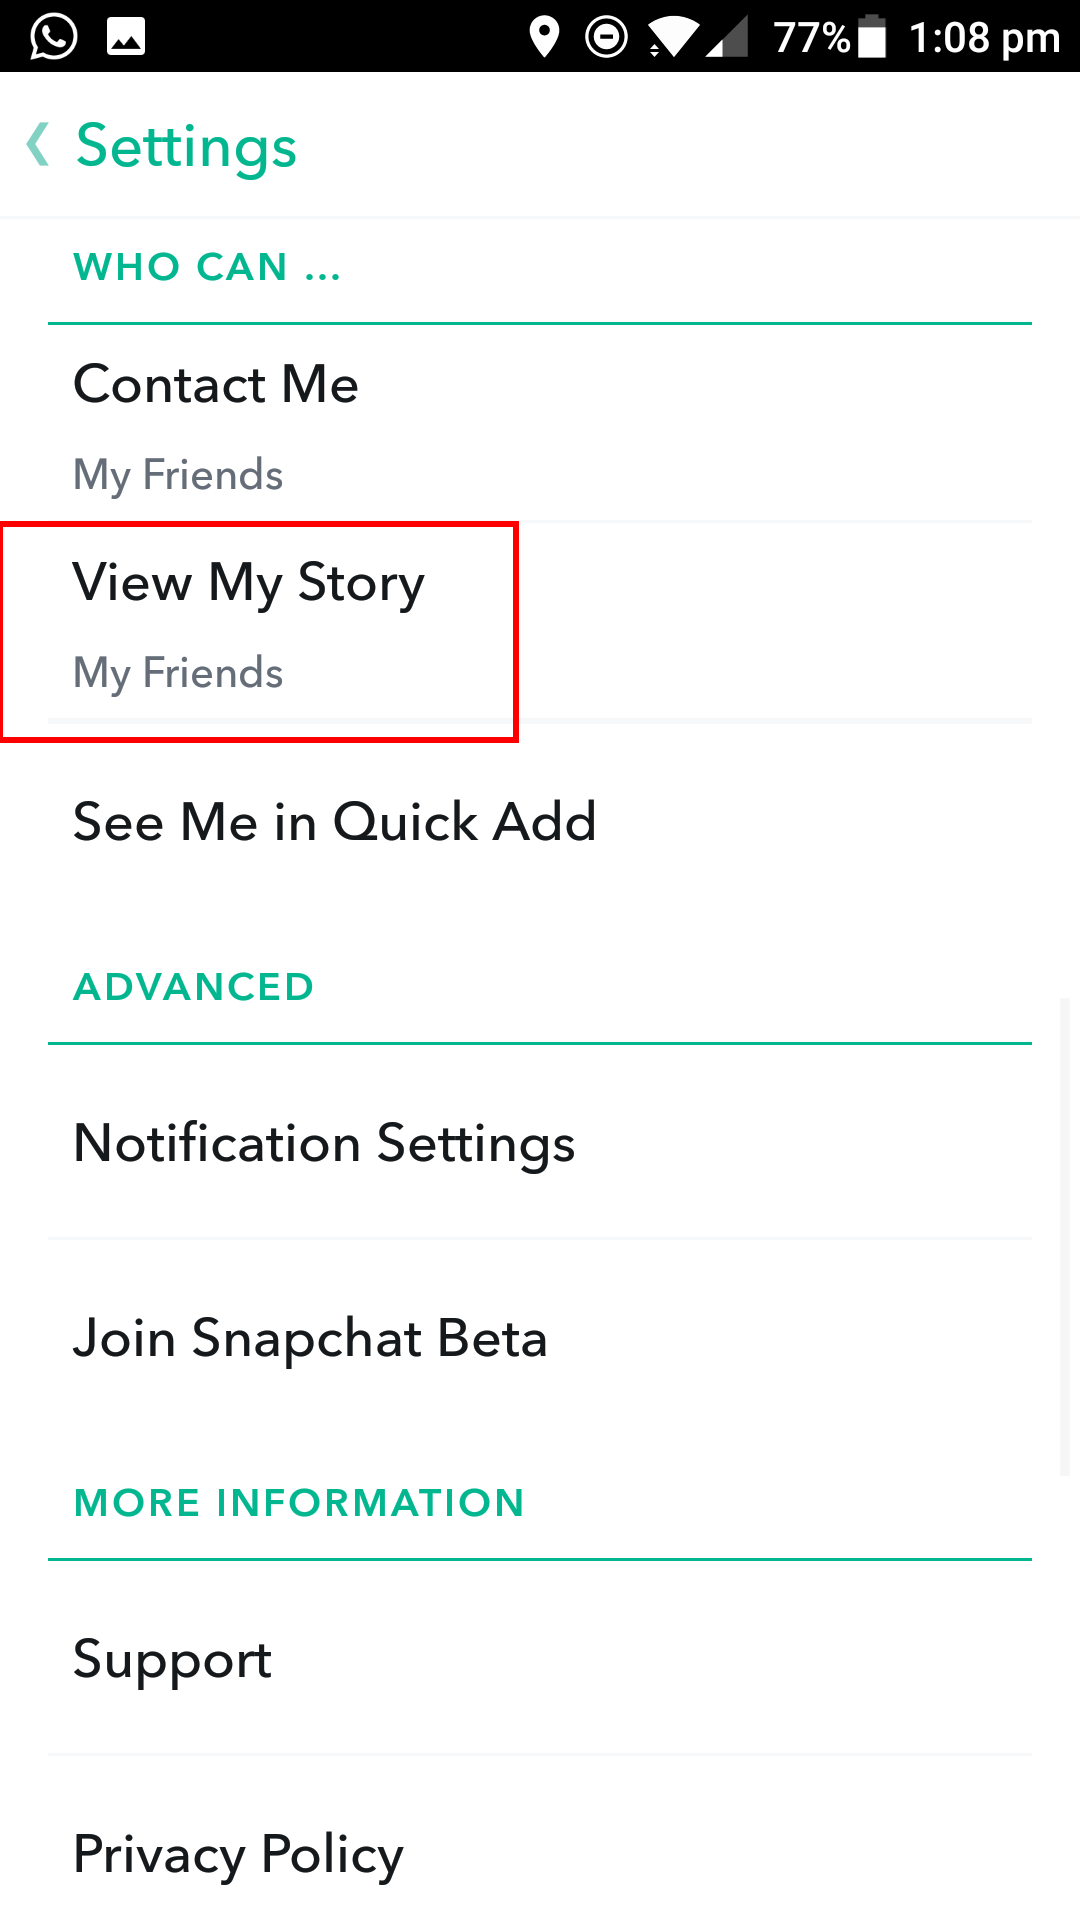 77% 1:08 pm
Settings
WHO CAN ...
Contact Me
My Friends
View My Story
My Friends
See Me in Quick Add
ADVANCED
Notification Settings
Join Snapchat Beta
MORE INFORMATION
Support
Privacy Policy